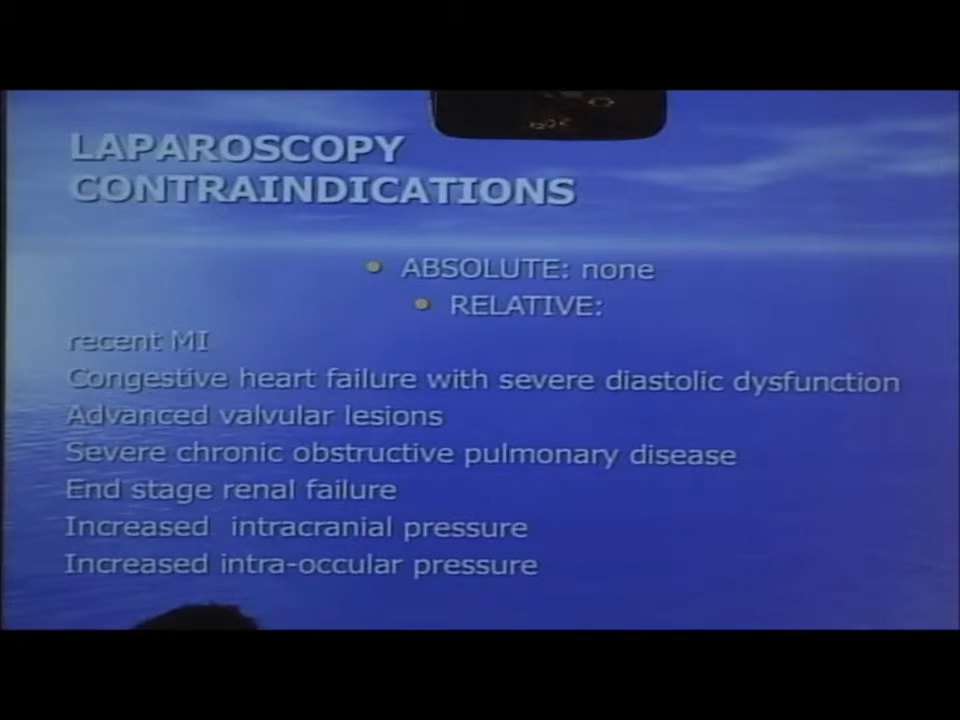 LAPAROSCOPY
CONTRAINDICATIONS
ABSOLUTE: none
RELATIVE:
recent MI
Congestive heart failure with severe diastolic dysfunction
Advanced valvular lesions
Severe chronic obstructive pulmonary disease
End stage renal failure
Increased intracranial pressure
Increased intra-occular pressure